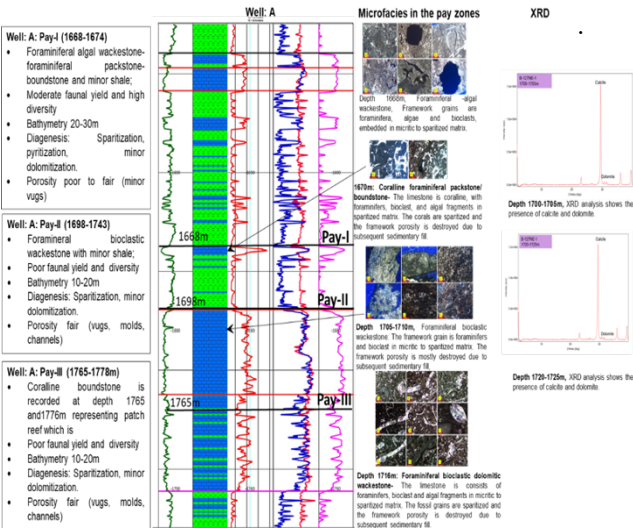 Well: A
Microfacies in the pay zones
XRD
Well: A: Pay-I (1668-1674)
• Foraminiferal algal wackestone-
foraminiferal packstone-
boundstone and minor shale;
• Moderate faunal yield and high
diversity
• Bathymetry 20-30m
• Diagenesis: Sparitization,
pyritization, minor
dolomitization.
• Porosity poor to fair (minor
vugs)
Well: A: Pay-II (1698-1743)
• Foramineral bioclastic
wackestone with minor shale;
• Poor faunal yield and diversity
• Bathymetry 10-20m
• Diagenesis: Sparitization, minor
dolomitization.
• Porosity fair (vugs, molds,
channels)
Well: A: Pay-III (1765-1778m)
• Coralline boundstone is
recorded at depth 1765
and1776m representing patch
reef which is
• Poor faunal yield and diversity
• Bathymetry 10-20m
• Diagenesis: Sparitization, minor
dolomitization.
• Porosity fair (vugs, molds,
channels)
1668m
Pay-I
1698m
Pay-II
1765m
Pay-III
Depth 1668m, Foraminiferal -algal
wackestone, Framework grains are
foraminifera, algae and bioclasts,
embedded in micritic to sparitized matrix.
1670m: Coralline foraminiferal packstone/
boundstone- The limestone is coralline, with
foraminifers, bioclast, and algal fragments in
sparitized matrix. The corals are sparitized and
the framework porosity is destroyed due to
subsequent sedimentary fill.
Depth 1705-1710m, Foraminiferal bioclastic
wackestone. The framework grain is foraminifers
and bioclast in micritic to sparitized matrix. The
framework porosity is mostly destroyed due to
subsequent sedimentary fill.
Depth 1716m: Foraminiferal bioclastic dolomitic
wackestone- The limestone is consists of
foraminifers, bioclast and algal fragments in micritic to
sparitized matrix. The fossil grains are sparitized and
the framework porosity is destroyed due to
subsequent sedimentary fill.
1700-1705m
Calcite
Dolomite
Depth 1700-1705m, XRD analysis shows the
presence of calcite and dolomite.
1720-1725m
Calcite
Dolomite
Depth 1720-1725m, XRD analysis shows the
presence of calcite and dolomite.